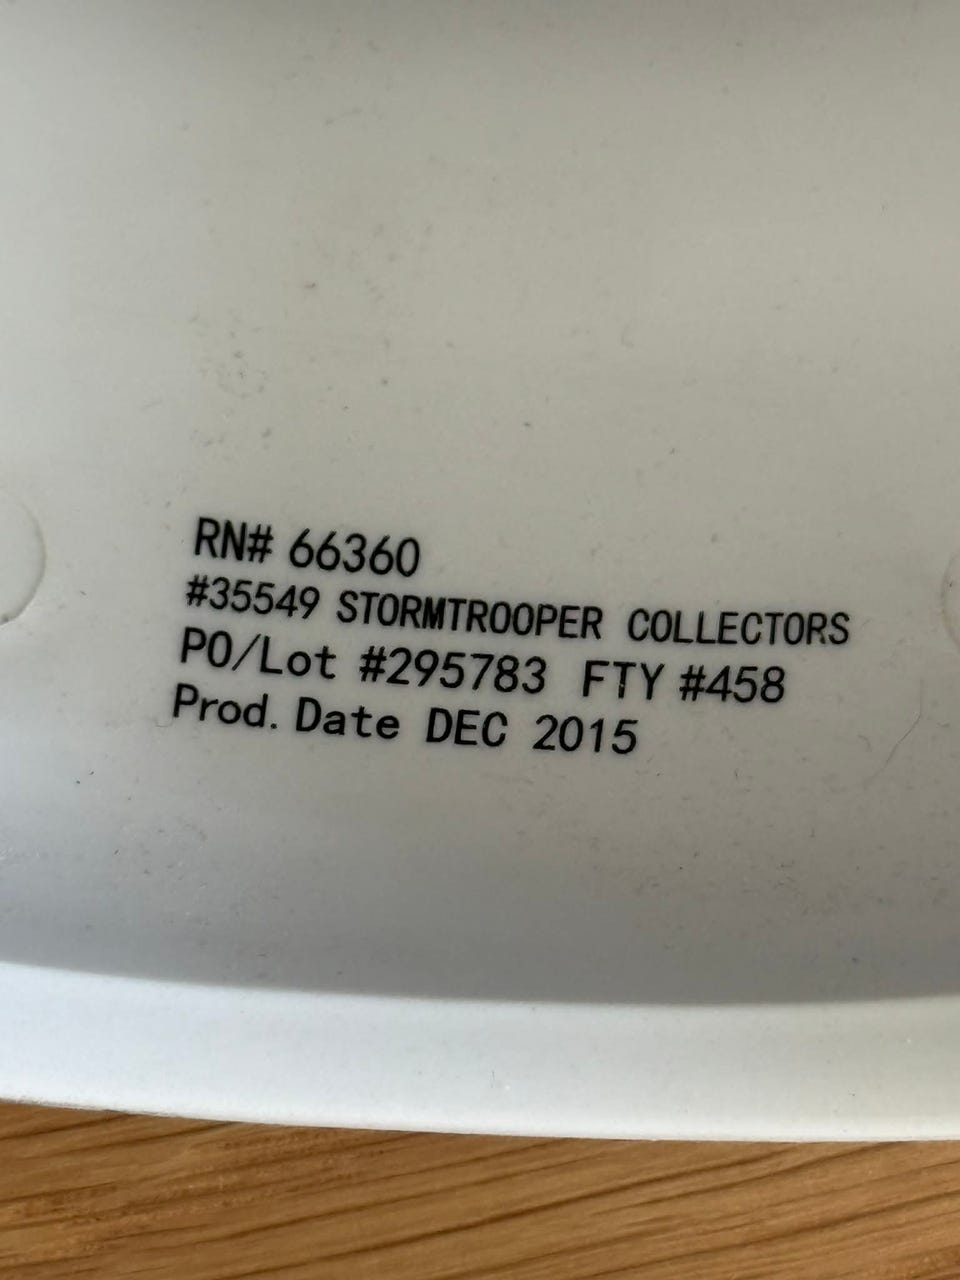 RN# 66360
#35549 STORMTROOPER COLLECTORS
PO/Lot #295783 FTY #458
Prod. Date DEC 2015